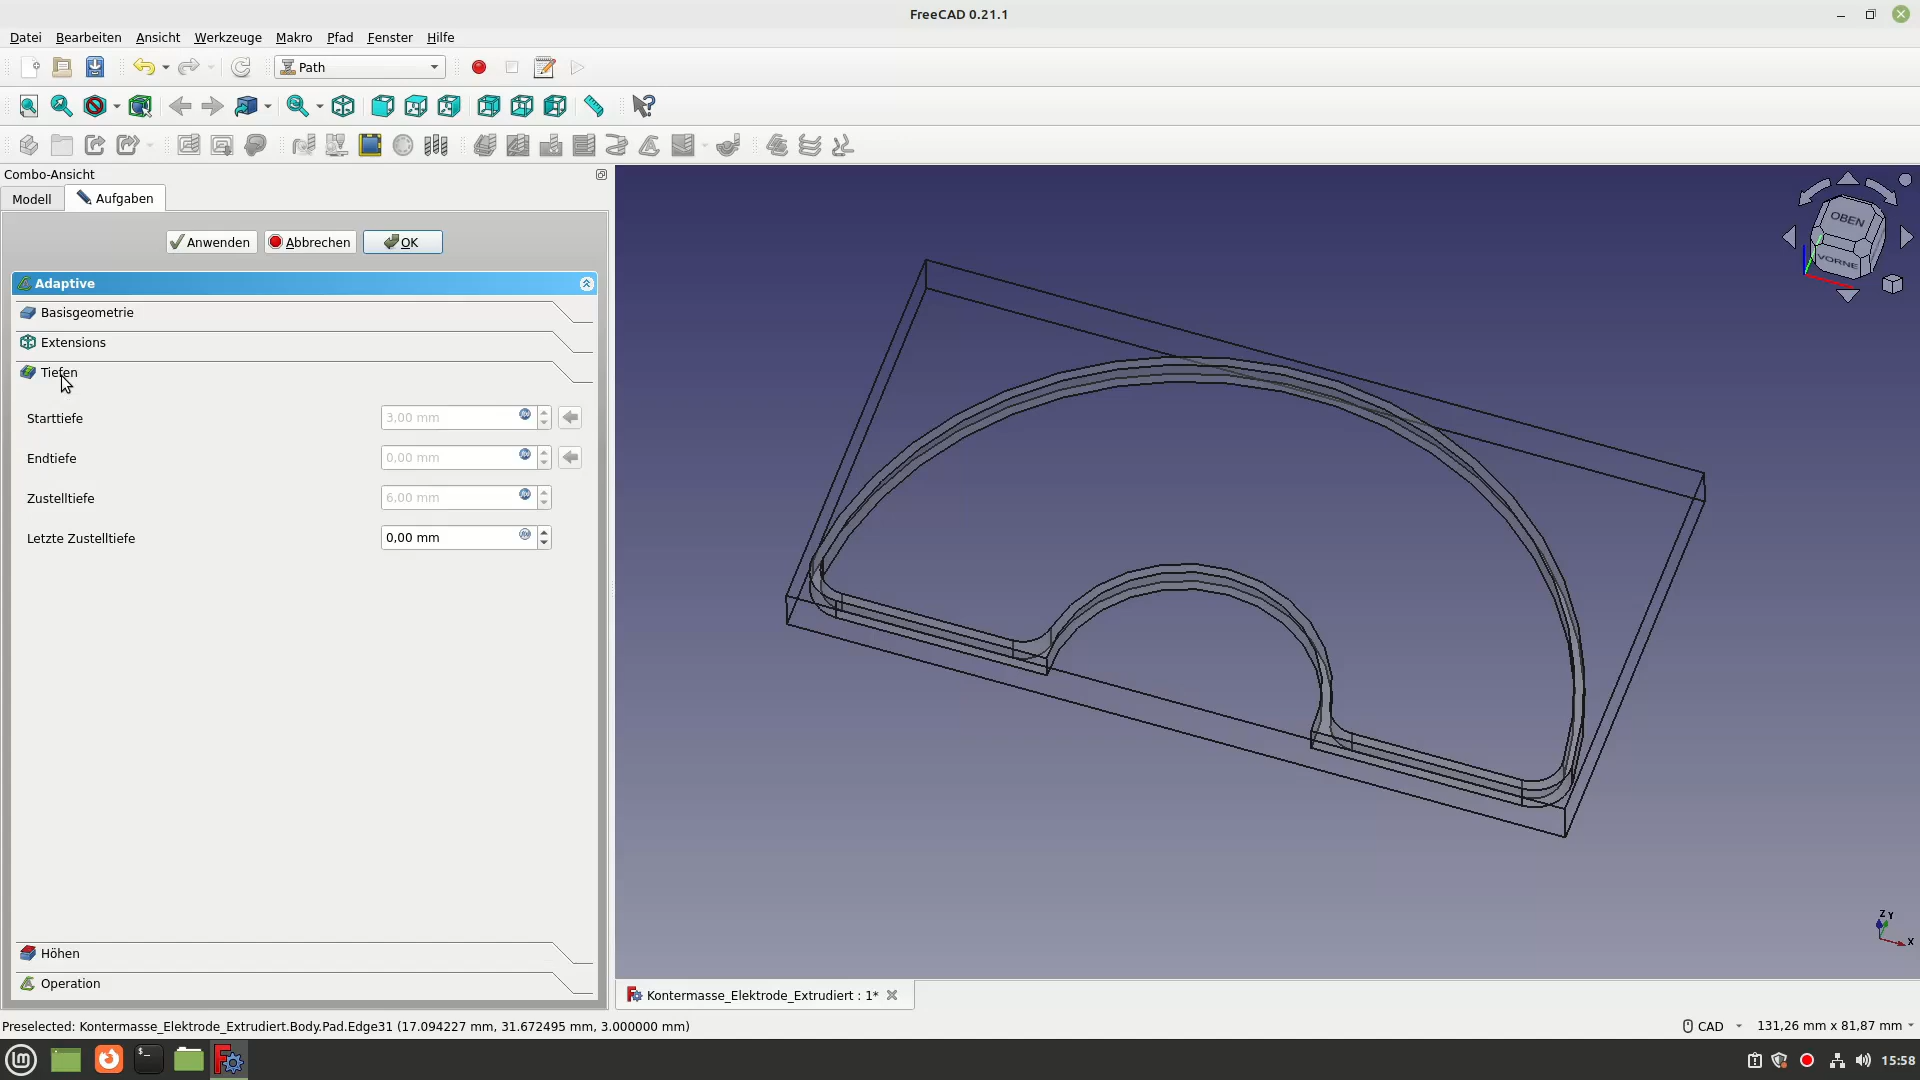 FreeCAD 0.21.1
Datei Bearbeiten Ansicht Werkzeuge Makro Pfad Fenster Hilfe
Path
Combo-Ansicht
Modell Aufgaben
Anwenden Abbrechen OK
Adaptive
Basisgeometrie
Extensions
Tiefen
Starttiefe 3,00 mm
Endtiefe 0,00 mm
Zustelltiefe 6,00 mm
Letzte Zustelltiefe 0,00 mm
Höhen
Operation
OBEN
VORNE
Z Y
X
Kontermasse_Elektrode_Extrudiert : 1*
Preselected: Kontermasse_Elektrode_Extrudiert.Body.Pad.Edge31 (17.094227 mm, 31.672495 mm, 3.000000 mm)
CAD 131,26 mm x 81,87 mm
15:58